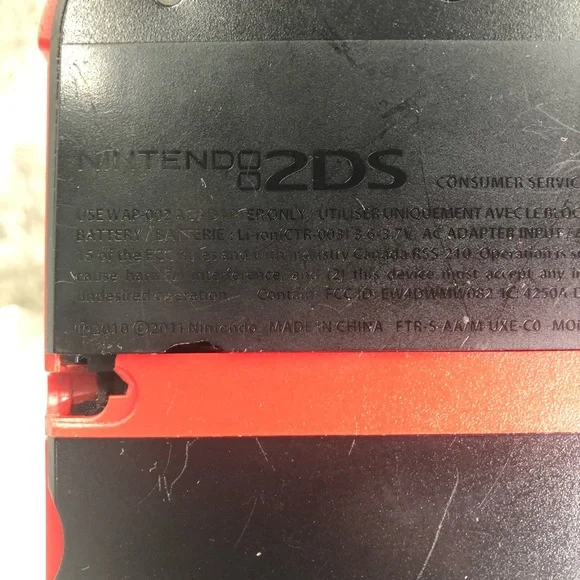 NINTENDO 2DS CONSUMER SERVIC
USE WAP-002 AC ADAPTER ONLY. / UTILISER UNIQUEMENT AVEC LE BLOC
BATTERY / BATTERIE : Li-ion(CTR-003) 3.6-3.7V AC ADAPTER INPUT /
15 of the FCC Rules and with Industry Canada RSS-210. Operation is s
cause harmful interference, and (2) this device must accept any in
undesired operation. Contain FCC ID: EW4DWMW082 IC: 4250A-D
©2010 ©2011 Nintendo MADE IN CHINA FTR-S-AA/M UXE-C0 MO